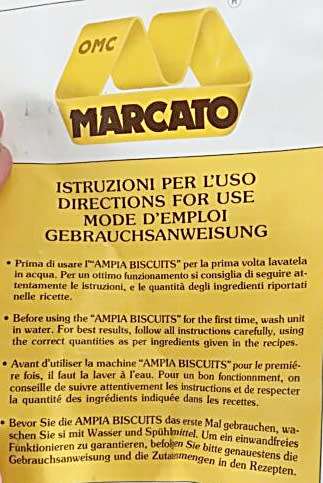 OMC
®
MARCATO
ISTRUZIONI PER L'USO
DIRECTIONS FOR USE
MODE D'EMPLOI
GEBRAUCHSANWEISUNG
• Prima di usare l'"AMPIA BISCUITS" per la prima volta lavatela
in acqua. Per un ottimo funzionamento si consiglia di seguire at-
tentamente le istruzioni, e le quantità degli ingredienti riportati
nelle ricette.
• Before using the "AMPIA BISCUITS" for the first time, wash unit
in water. For best results, follow all instructions carefully, using
the correct quantities as per ingredients given in the recipes.
• Avant d'utiliser la machine "AMPIA BISCUITS" pour le premié-
re fois, il faut la laver à l'eau. Pour un bon fonctionnment, on
conseille de suivre attentivement les instructions et de respecter
la quantité des ingrédients indiquée dans les recettes.
• Bevor Sie die AMPIA BISCUITS das erste Mal gebrauchen, wa-
schen Sie si mit Wasser und Spühlmittel. Um ein einwandfreies
Funktionieren zu garantieren, befolgen Sie bitte genauestens die
Gebrauchsanweisung und die Zutatenmengen in den Rezepten.